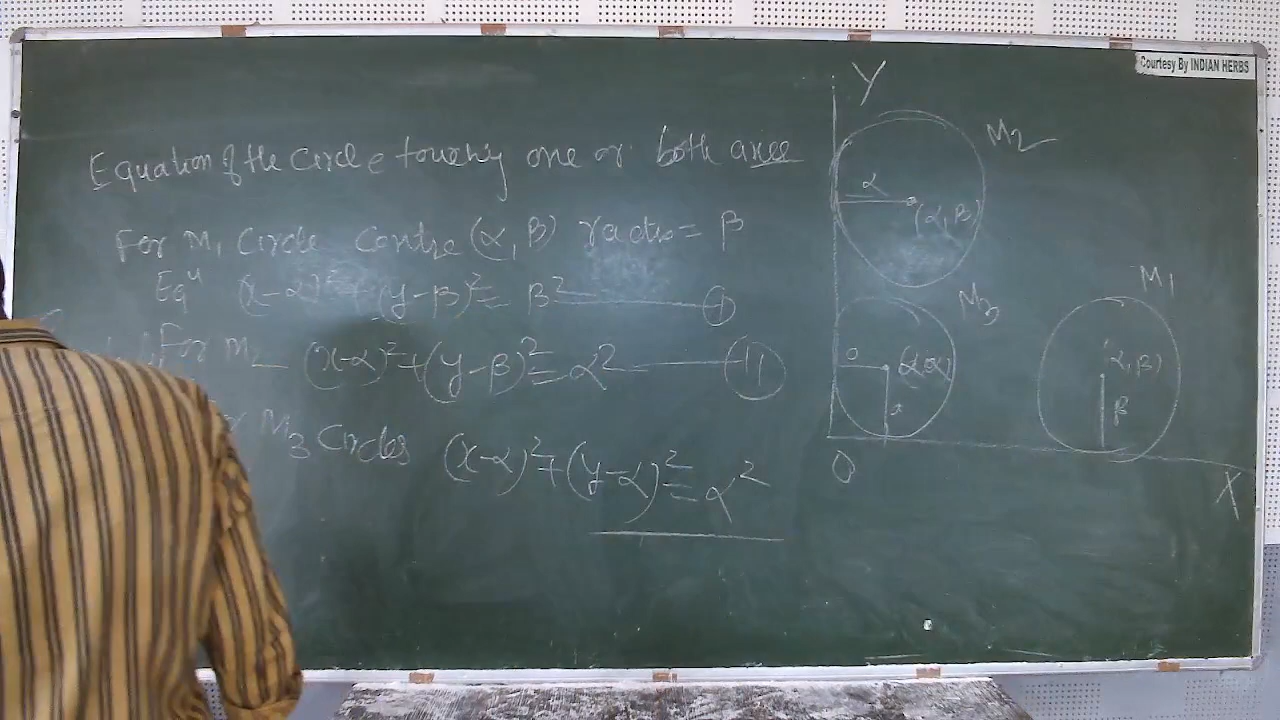 Courtesy By INDIAN HERBS
Equation of the Circle touching one or both axes
For M1 Circle Centre (α, β) radius = β
Eqn (x-α)²+(y-β)²= β² ——— (I)
For M2 (x-α)²+(y-β)²= α² ——— (II)
M3 Circles (x-α)²+(y-α)²= α²
Y
M2
α
(α, β)
M1
M3
(α, β)
(α,α)
β
O
X